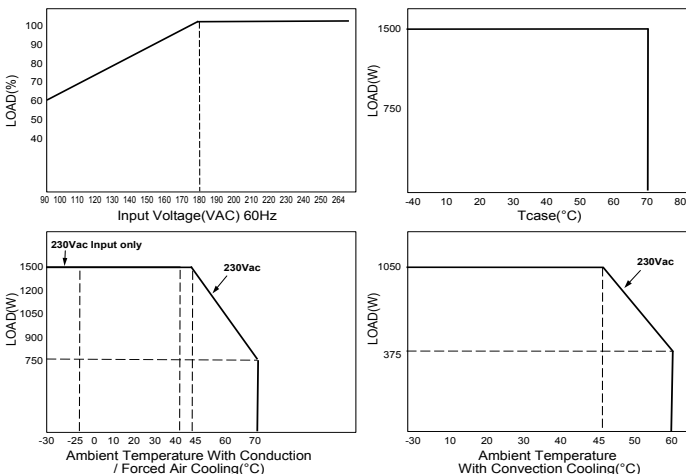 LOAD(%)
100
90
80
70
60
50
40
90 100 110 120 130 140 150 160 170 180 190 200 210 220 230 240 250 264
Input Voltage(VAC) 60Hz
LOAD(W)
1500
750
-40 10 20 30 40 50 60 70 80
Tcase(°C)
230Vac Input only
230Vac
LOAD(W)
1500
1200
1050
900
750
-30 -25 0 10 30 40 45 60 70
Ambient Temperature With Conduction
/ Forced Air Cooling(°C)
230Vac
LOAD(W)
1050
375
-30 10 20 30 40 45 50 60
Ambient Temperature
With Convection Cooling(°C)